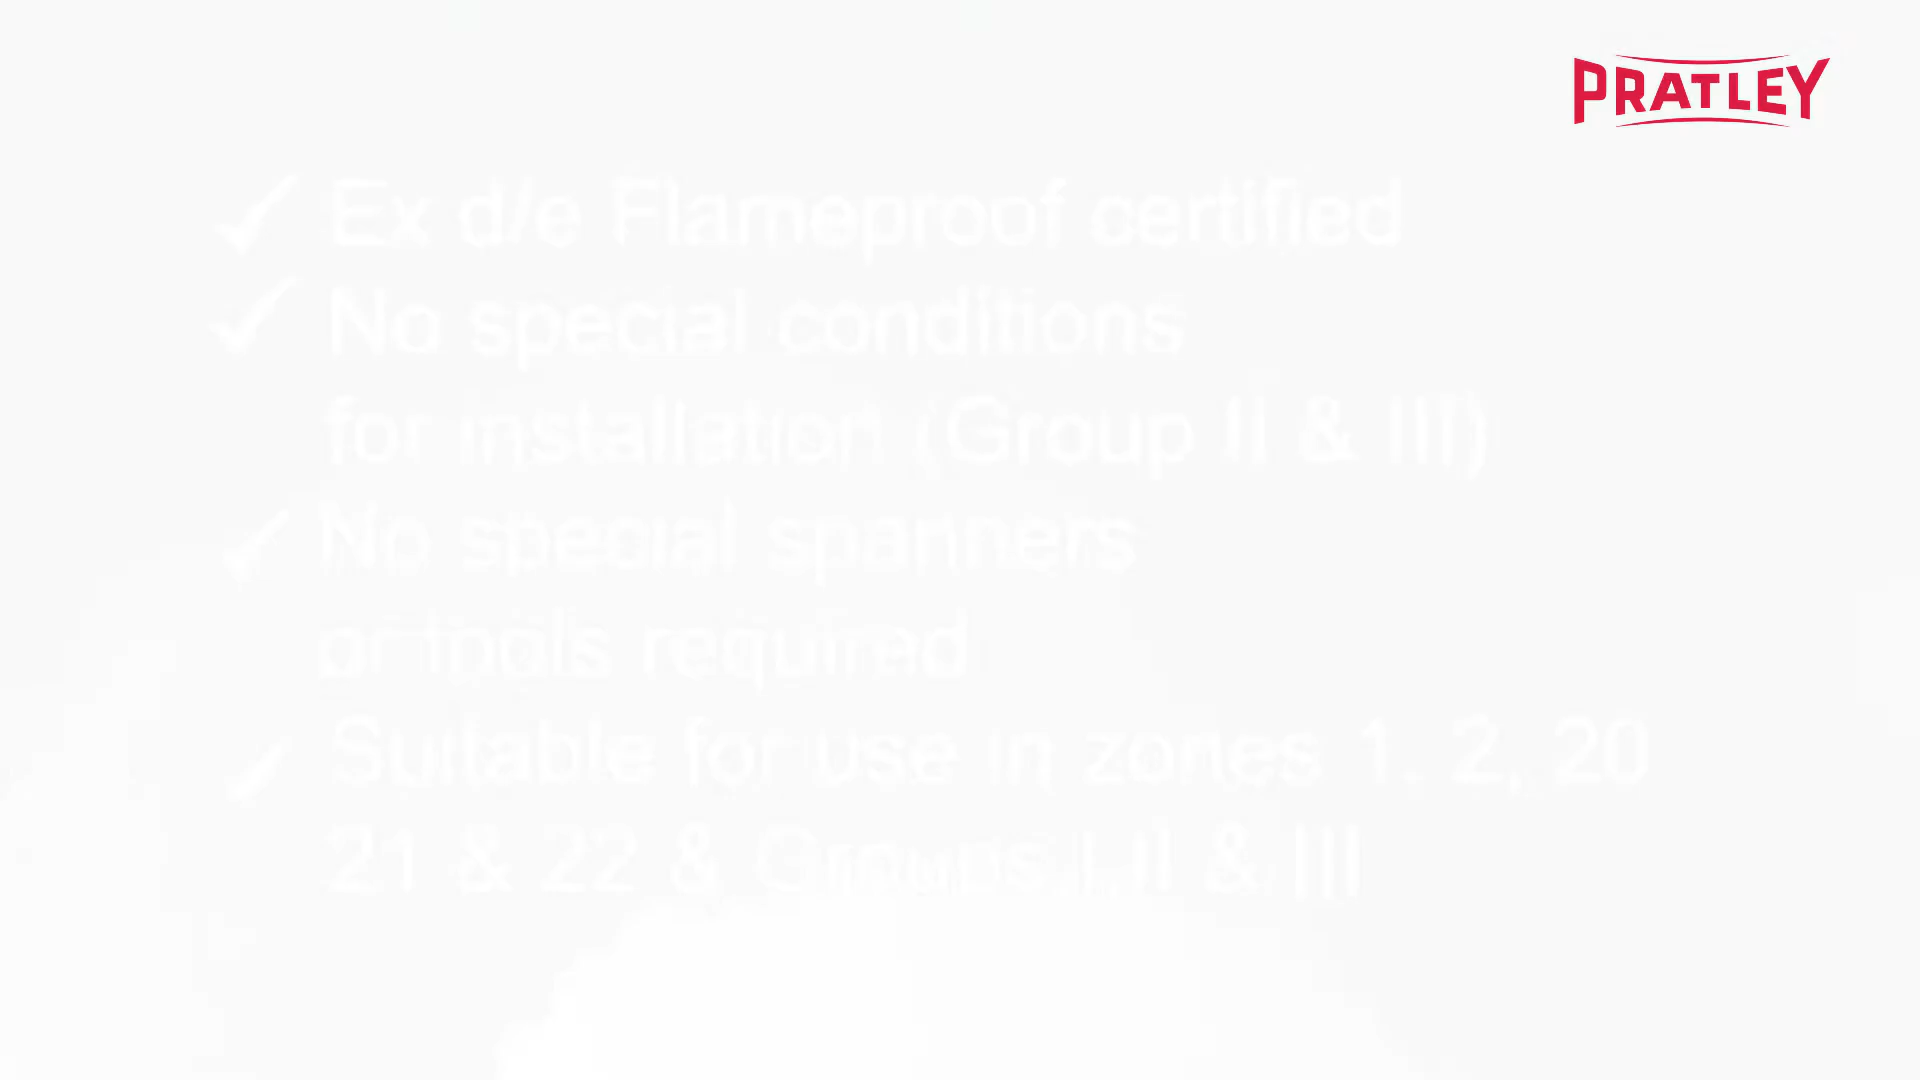 PRATLEY
✓ Ex d/e Flameproof certified
✓ No special conditions
for installation (Group II & III)
✓ No special spanners
or tools required
✓ Suitable for use in zones 1. 2, 20
21 & 22 & Groups I, II & III